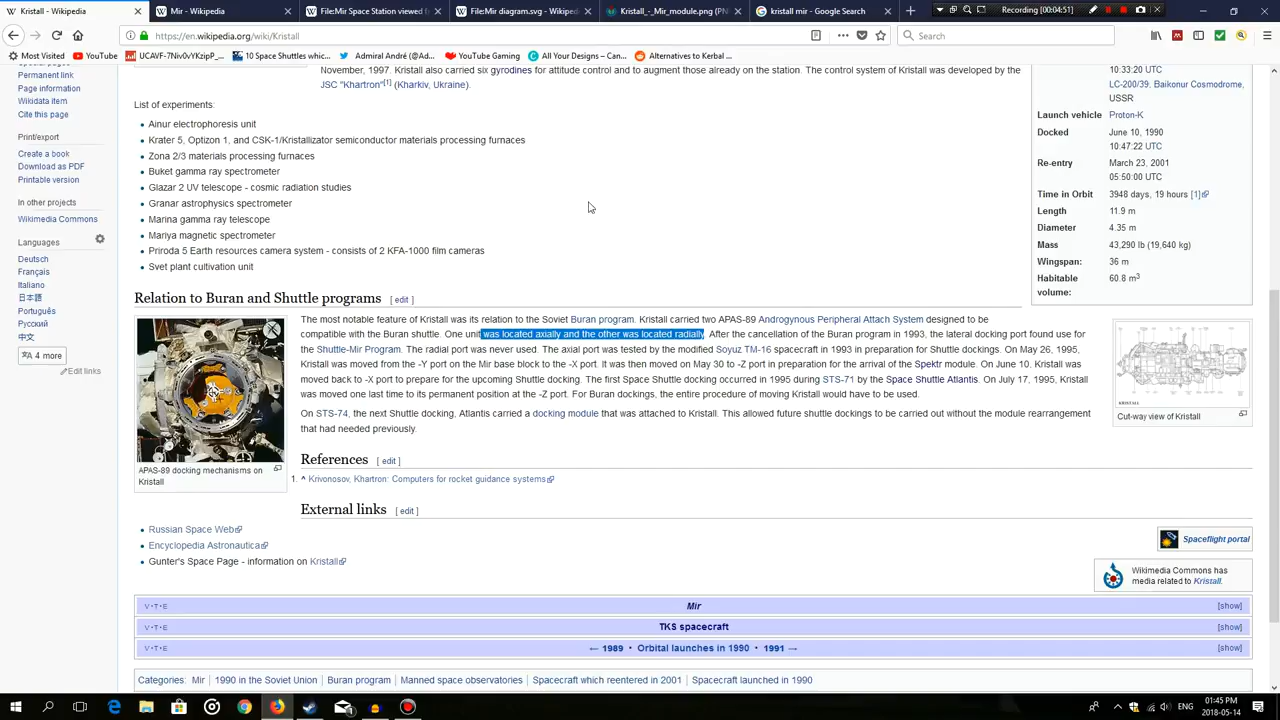 Kristall - Wikipedia
Mir - Wikipedia
File:Mir Space Station viewed f
File:Mir diagram.svg - Wikiped
Kristall_-_Mir_module.png (PN
kristall mir - Google Search
Recording [00:04:51]
https://en.wikipedia.org/wiki/Kristall
Search
Most Visited
YouTube
UCAVF-7Niv0vYKzipP_...
10 Space Shuttles whic...
Admiral André (@Ad...
YouTube Gaming
All Your Designs – Can...
Alternatives to Kerbal ...
Permanent link
Page information
Wikidata item
Cite this page
Print/export
Create a book
Download as PDF
Printable version
In other projects
Wikimedia Commons
Languages
Deutsch
Français
Italiano
日本語
Português
Русский
中文
4 more
Edit links
November, 1997. Kristall also carried six gyrodines for attitude control and to augment those already on the station. The control system of Kristall was developed by the
JSC "Khartron"[1] (Kharkiv, Ukraine).
List of experiments:
Ainur electrophoresis unit
Krater 5, Optizon 1, and CSK-1/Kristallizator semiconductor materials processing furnaces
Zona 2/3 materials processing furnaces
Buket gamma ray spectrometer
Glazar 2 UV telescope - cosmic radiation studies
Granar astrophysics spectrometer
Marina gamma ray telescope
Mariya magnetic spectrometer
Priroda 5 Earth resources camera system - consists of 2 KFA-1000 film cameras
Svet plant cultivation unit
10:33:20 UTC
LC-200/39, Baikonur Cosmodrome,
USSR
Launch vehicle Proton-K
Docked June 10, 1990
10:47:22 UTC
Re-entry March 23, 2001
05:50:00 UTC
Time in Orbit 3948 days, 19 hours [1]
Length 11.9 m
Diameter 4.35 m
Mass 43,290 lb (19,640 kg)
Wingspan: 36 m
Habitable 60.8 m3
volume:
Relation to Buran and Shuttle programs [ edit ]
The most notable feature of Kristall was its relation to the Soviet Buran program. Kristall carried two APAS-89 Androgynous Peripheral Attach System designed to be
compatible with the Buran shuttle. One unit was located axially and the other was located radially. After the cancellation of the Buran program in 1993, the lateral docking port found use for
the Shuttle-Mir Program. The radial port was never used. The axial port was tested by the modified Soyuz TM-16 spacecraft in 1993 in preparation for Shuttle dockings. On May 26, 1995,
Kristall was moved from the -Y port on the Mir base block to the -X port. It was then moved on May 30 to -Z port in preparation for the arrival of the Spektr module. On June 10. Kristall was
moved back to -X port to prepare for the upcoming Shuttle docking. The first Space Shuttle docking occurred in 1995 during STS-71 by the Space Shuttle Atlantis. On July 17, 1995, Kristall
was moved one last time to its permanent position at the -Z port. For Buran dockings, the entire procedure of moving Kristall would have to be used.
On STS-74, the next Shuttle docking, Atlantis carried a docking module that was attached to Kristall. This allowed future shuttle dockings to be carried out without the module rearrangement
that had needed previously.
APAS-89 docking mechanisms on
Kristall
KRISTALL
Cut-way view of Kristall
References [ edit ]
1. ^ Krivonosov, Khartron: Computers for rocket guidance systems
External links [ edit ]
Russian Space Web
Encyclopedia Astronautica
Gunter's Space Page - information on Kristall
Spaceflight portal
Wikimedia Commons has
media related to Kristall.
V·T·E Mir [show]
V·T·E TKS spacecraft [show]
V·T·E ← 1989 · Orbital launches in 1990 · 1991 → [show]
Categories: Mir | 1990 in the Soviet Union | Buran program | Manned space observatories | Spacecraft which reentered in 2001 | Spacecraft launched in 1990
ENG
01:45 PM
2018-05-14